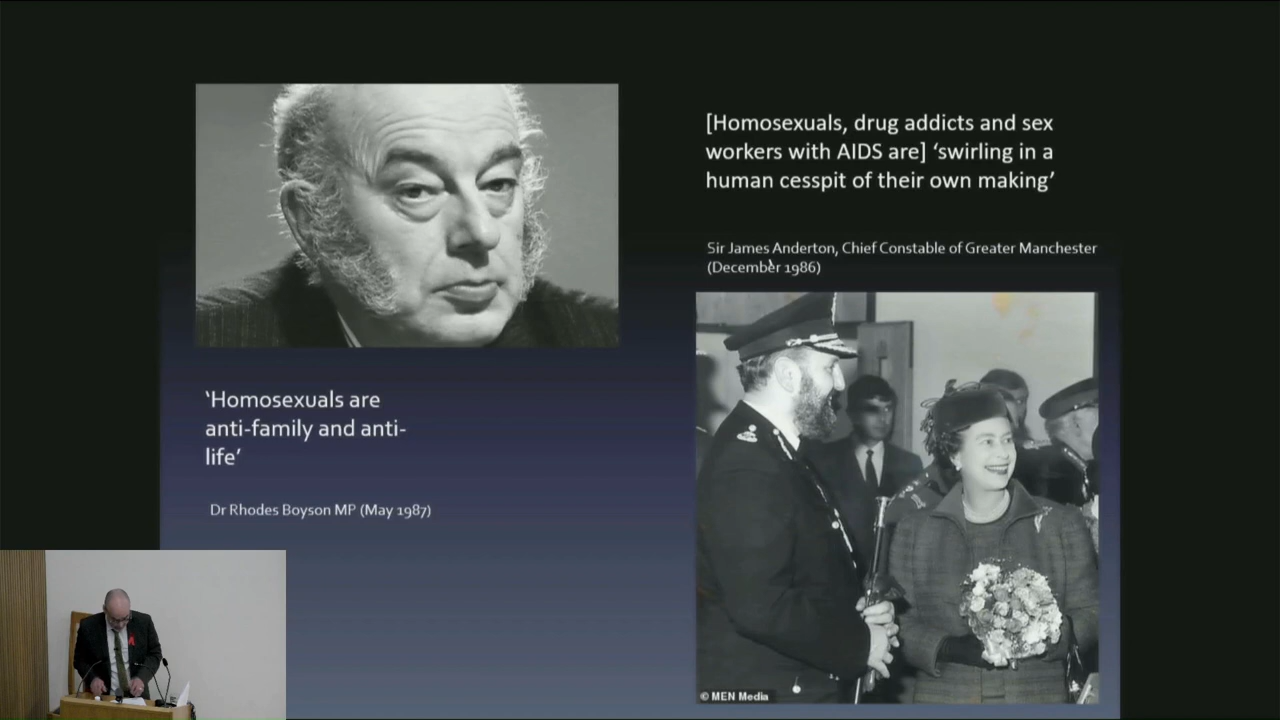 [Homosexuals, drug addicts and sex
workers with AIDS are] ‘swirling in a
human cesspit of their own making’
Sir James Anderton, Chief Constable of Greater Manchester
(December 1986)
‘Homosexuals are
anti-family and anti-
life’
Dr Rhodes Boyson MP (May 1987)
© MEN Media